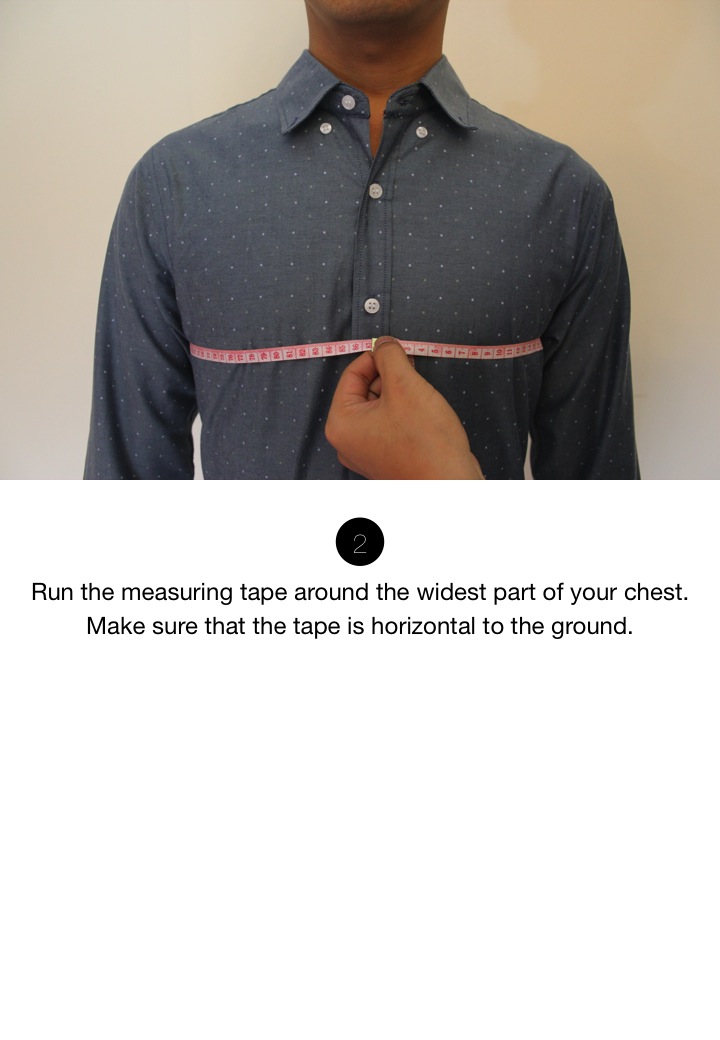 2
Run the measuring tape around the widest part of your chest.
Make sure that the tape is horizontal to the ground.